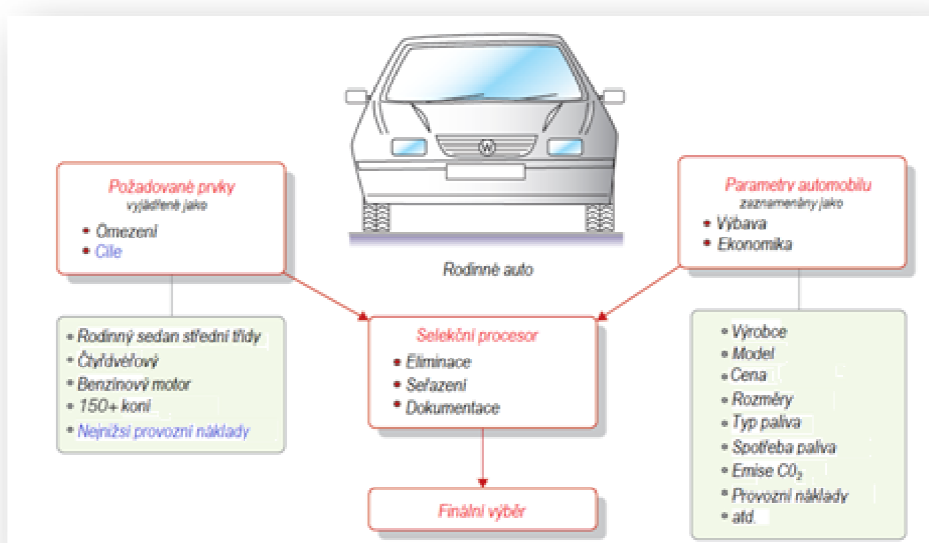 W
Požadované prvky
vyjádřené jako
Omezení
Cíle
Rodinné auto
Parametry automobilu
zaznamenány jako
Výbava
Ekonomika
Rodinný sedan střední třídy
Čtyřdvéřový
Benzinový motor
150+ koní
Nejnižsí provozní náklady
Selekční procesor
Eliminace
Seřazení
Dokumentace
Výrobce
Model
Cena
Rozměry
Typ paliva
Spotřeba paliva
Emise C0₂
Provozní náklady
atd.
Finální výběr